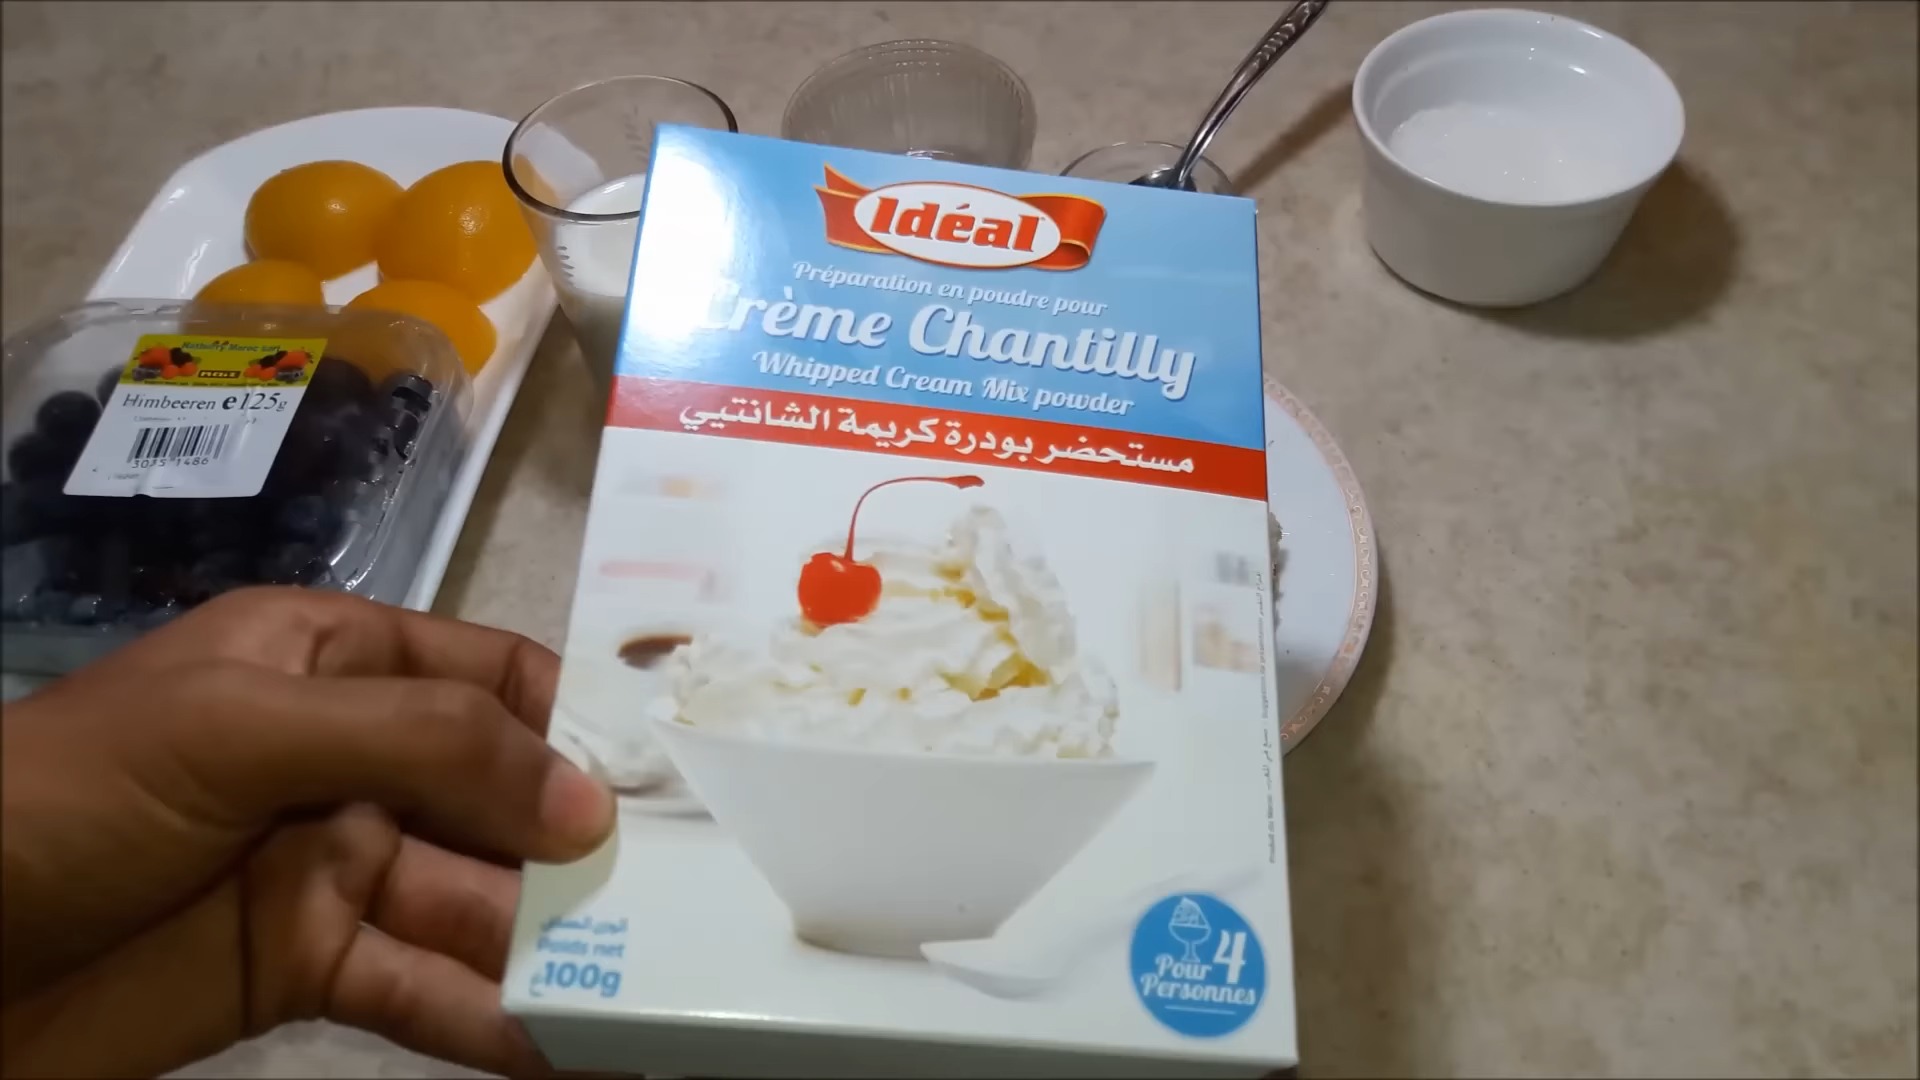 Idéal
Préparation en poudre pour
Crème Chantilly
Whipped Cream Mix powder
مستحضر بودرة كريمة الشانتيي
Himbeeren e125g
Poids net
100g
Pour 4
Personnes